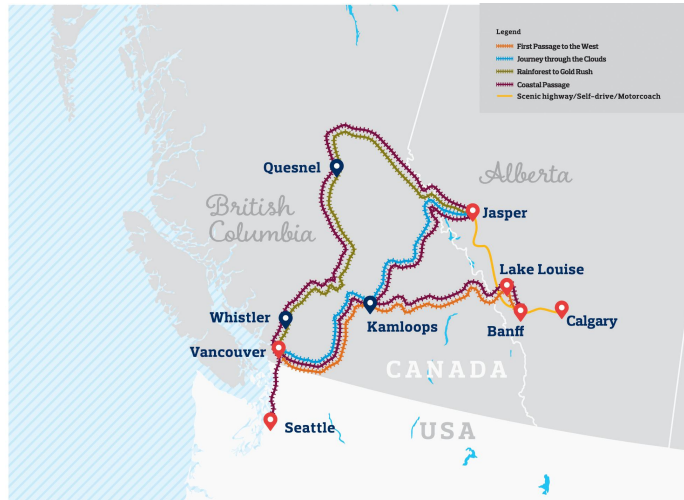 Legend
First Passage to the West
Journey through the Clouds
Rainforest to Gold Rush
Coastal Passage
Scenic highway/Self-drive/Motorcoach
Quesnel
Alberta
British
Columbia
Jasper
Lake Louise
Whistler
Kamloops
Banff
Calgary
Vancouver
CANADA
Seattle
USA